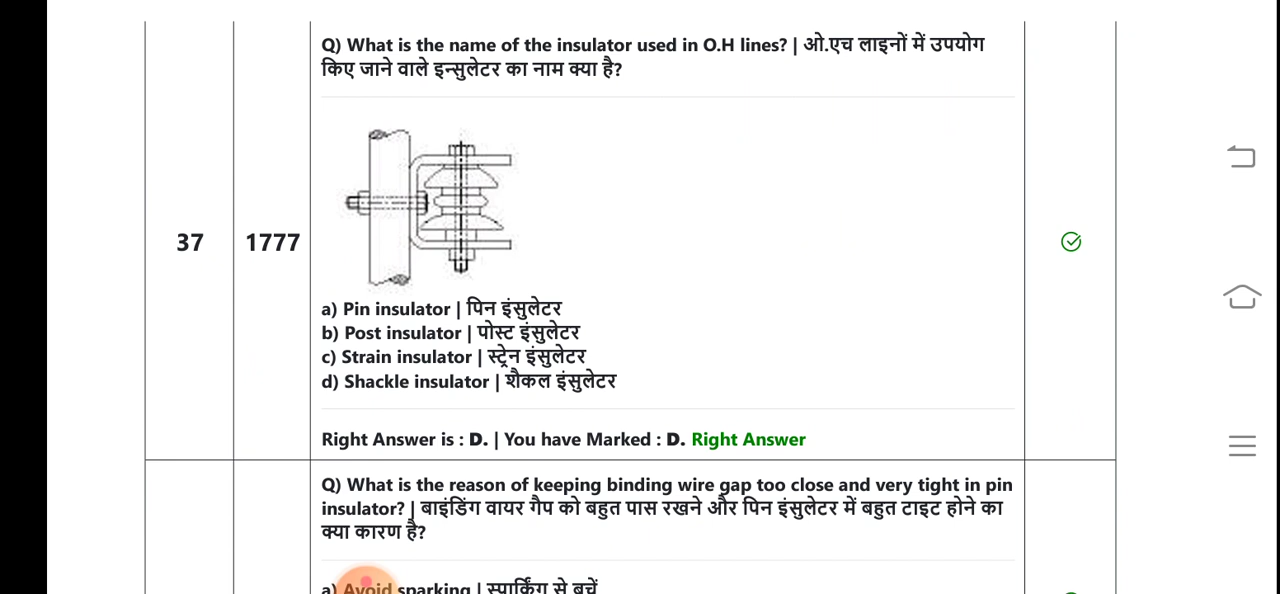 Q) What is the name of the insulator used in O.H lines? | ओ.एच लाइनों में उपयोग
किए जाने वाले इन्सुलेटर का नाम क्या है?
37
1777
a) Pin insulator | पिन इंसुलेटर
b) Post insulator | पोस्ट इंसुलेटर
c) Strain insulator | स्ट्रेन इंसुलेटर
d) Shackle insulator | शैकल इंसुलेटर
Right Answer is : D. | You have Marked : D. Right Answer
Q) What is the reason of keeping binding wire gap too close and very tight in pin
insulator? | बाइंडिंग वायर गैप को बहुत पास रखने और पिन इंसुलेटर में बहुत टाइट होने का
क्या कारण है?
a) Avoid sparking | स्पार्किंग से बचें